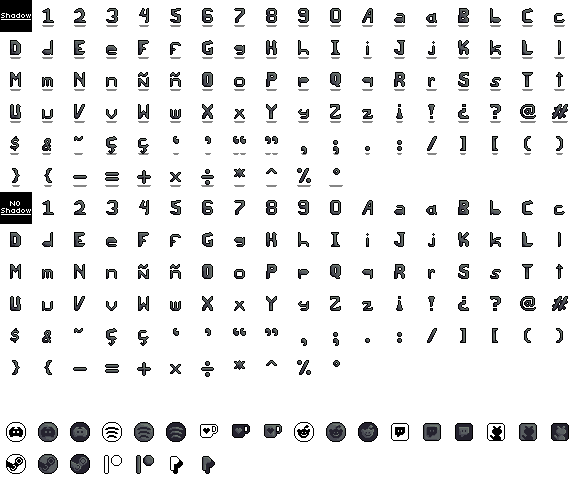 Shadow 1 2 3 4 5 6 7 8 9 0 A a a B b C c
D d E e F f G g H h I i J j K k L l
M m N n Ñ ñ O o P p Q q R r S s T t
U u V v W w X x Y y Z z ¡ ! ¿ ? @ #
$ & ~ Ç ç ‘ ’ “ ” , ; . : / ] [ ( )
} { - = + × ÷ * ^ % °
No
Shadow 1 2 3 4 5 6 7 8 9 0 A a a B b C c
D d E e F f G g H h I i J j K k L l
M m N n Ñ ñ O o P p Q q R r S s T t
U u V v W w X x Y y Z z ¡ ! ¿ ? @ #
$ & ~ Ç ç ‘ ’ “ ” , ; . : / ] [ ( )
} { - = + × ÷ * ^ % °